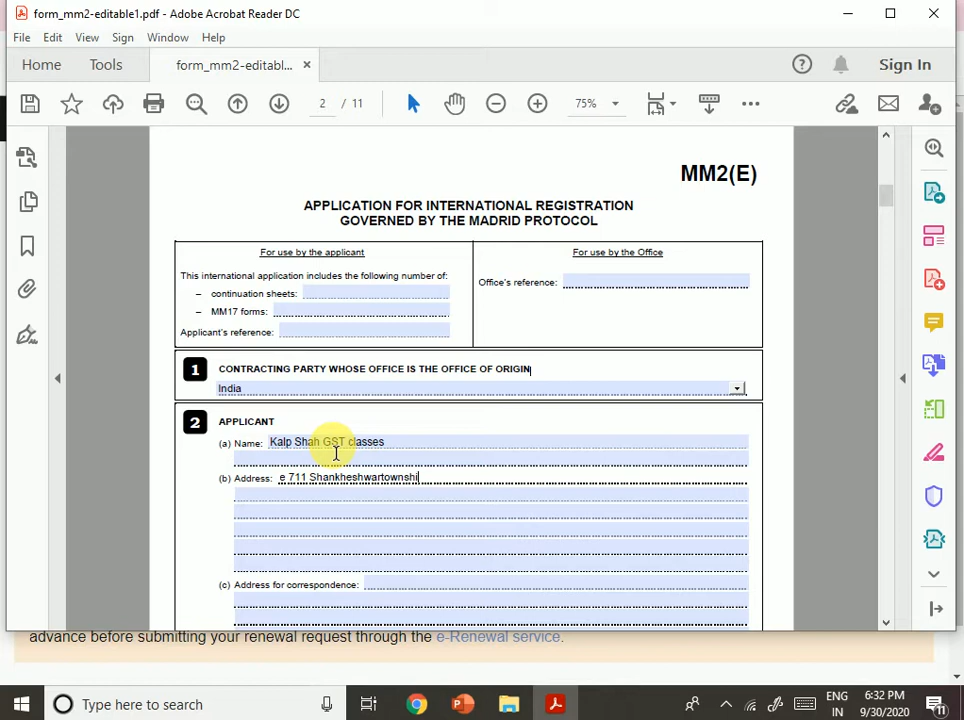 form_mm2-editable1.pdf - Adobe Acrobat Reader DC
File Edit View Sign Window Help
Home Tools form_mm2-editabl... × Sign In
2 / 11 75%
MM2(E)
APPLICATION FOR INTERNATIONAL REGISTRATION
GOVERNED BY THE MADRID PROTOCOL
For use by the applicant
This international application includes the following number of:
– continuation sheets:
– MM17 forms:
Applicant's reference:
For use by the Office
Office's reference:
1 CONTRACTING PARTY WHOSE OFFICE IS THE OFFICE OF ORIGIN
India
2 APPLICANT
(a) Name: Kalp Shah GST classes
(b) Address: e 711 Shankheshwartownshi
(c) Address for correspondence:
advance before submitting your renewal request through the e-Renewal service.
Type here to search
ENG
IN
6:32 PM
9/30/2020
11